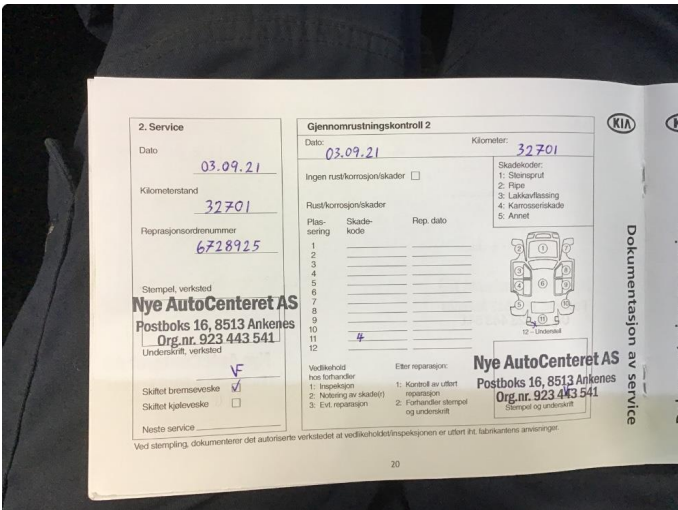 2. Service
Dato
03.09.21
Kilometerstand
32701
Reprasjonsordrenummer
6728925
Stempel, verksted
Nye AutoCenteret AS
Postboks 16, 8513 Ankenes
Org.nr. 923 443 541
Underskrift, verksted
VF
Skiftet bremsevæske ✓
Skiftet kjølevæske
Neste service
Gjennomrustningskontroll 2
Dato: 03.09.21 Kilometer: 32701
Ingen rust/korrosjon/skader
Rust/korrosjon/skader
Plas- Skade- Rep. dato
sering kode
1
2
3
4
5
6
7
8
9
10
11 4
12
Skadekoder:
1: Steinsprut
2: Ripe
3: Lakkavflassing
4: Karosseriskade
5: Annet
12 – Understell
Vedlikehold
hos forhandler
1: Inspeksjon
2: Notering av skade(r)
3: Evt. reparasjon
Etter reparasjon:
1: Kontroll av utført
reparasjon
2: Forhandler stempel
og underskrift
Nye AutoCenteret AS
Postboks 16, 8513 Ankenes
Org.nr. 923 443 541
Stempel og underskrift
Ved stempling, dokumenterer det autoriserte verkstedet at vedlikeholdet/inspeksjonen er utført iht. fabrikantens anvisninger.
20
KIA
Dokumentasjon av service